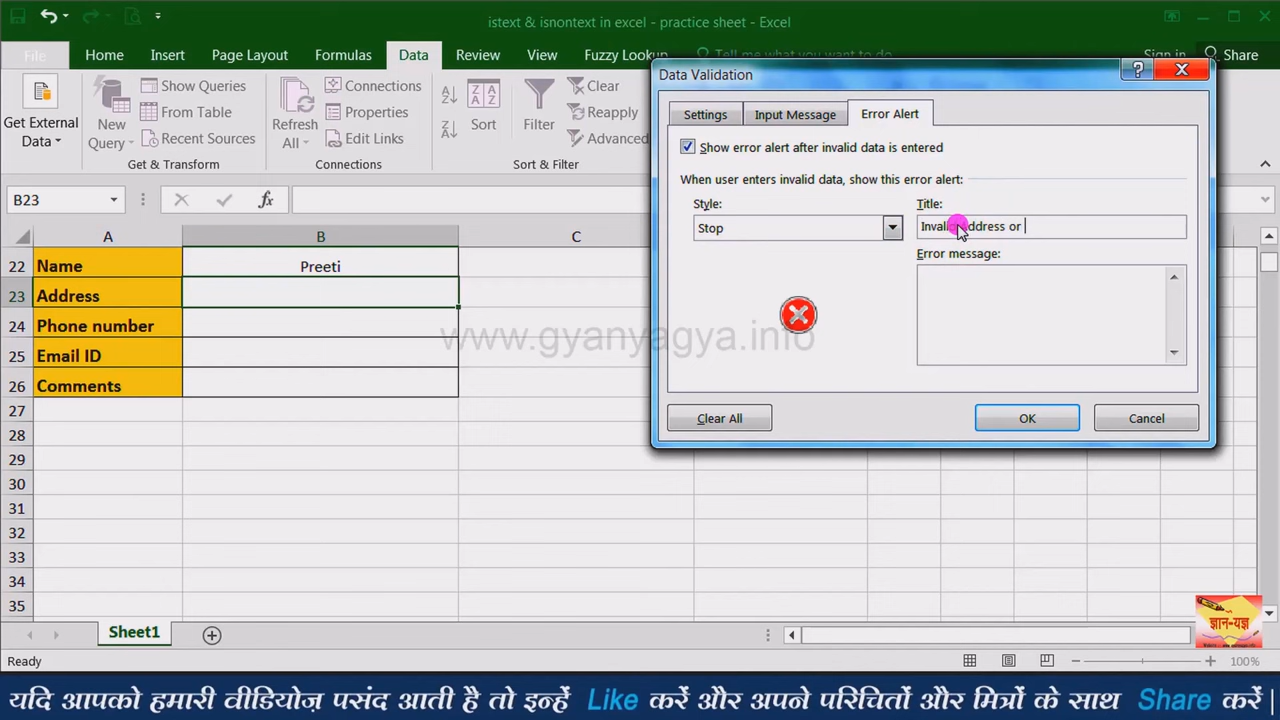 istext & isnontext in excel - practice sheet - Excel
File Home Insert Page Layout Formulas Data Review View Fuzzy Lookup Tell me what you want to do Sign in Share
Get External Data
New Query
Show Queries
From Table
Recent Sources
Get & Transform
Refresh All
Connections
Properties
Edit Links
Connections
Sort
Filter
Clear
Reapply
Advanced
Sort & Filter
B23
fx
A B C
22 Name Preeti
23 Address
24 Phone number
25 Email ID
26 Comments
27
28
29
30
31
32
33
34
35
Data Validation
Settings Input Message Error Alert
Show error alert after invalid data is entered
When user enters invalid data, show this error alert:
Style:
Stop
Title:
Invalid address or
Error message:
Clear All OK Cancel
www.gyanyagya.info
Sheet1
ज्ञान-यज्ञ
Ready
100%
यदि आपको हमारी वीडियोज़ पसंद आती है तो इन्हें Like करें और अपने परिचितों और मित्रों के साथ Share करें |